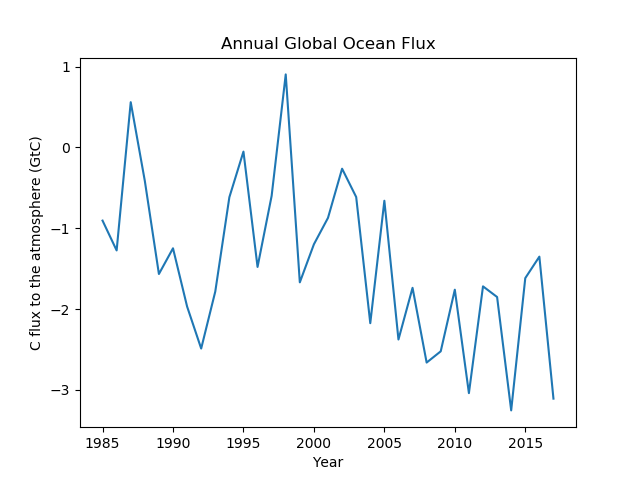 Annual Global Ocean Flux
C flux to the atmosphere (GtC)
1
0
−1
−2
−3
1985 1990 1995 2000 2005 2010 2015
Year